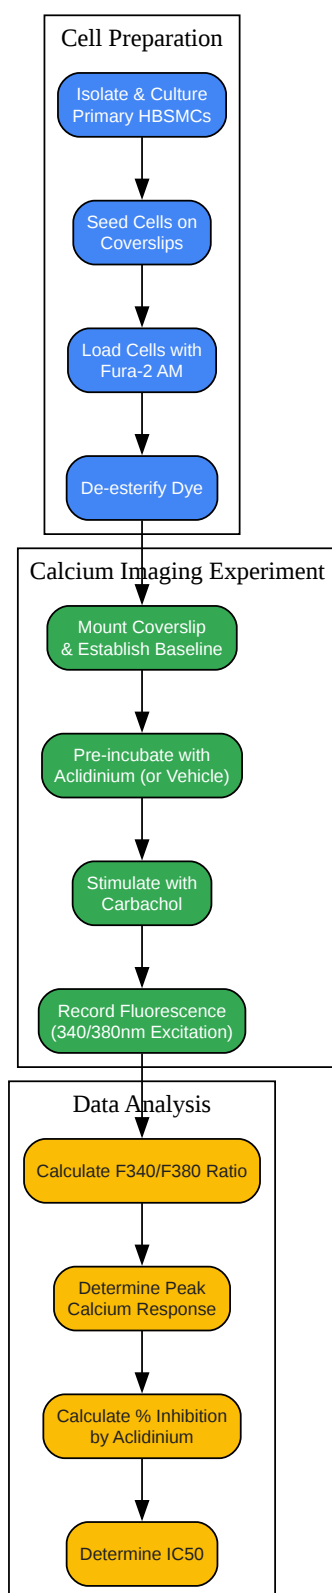 Cell Preparation
Isolate & Culture
Primary HBSMCs
Seed Cells on
Coverslips
Load Cells with
Fura-2 AM
De-esterify Dye
Calcium Imaging Experiment
Mount Coverslip
& Establish Baseline
Pre-incubate with
Aclidinium (or Vehicle)
Stimulate with
Carbachol
Record Fluorescence
(340/380nm Excitation)
Data Analysis
Calculate F340/F380 Ratio
Determine Peak
Calcium Response
Calculate % Inhibition
by Aclidinium
Determine IC50